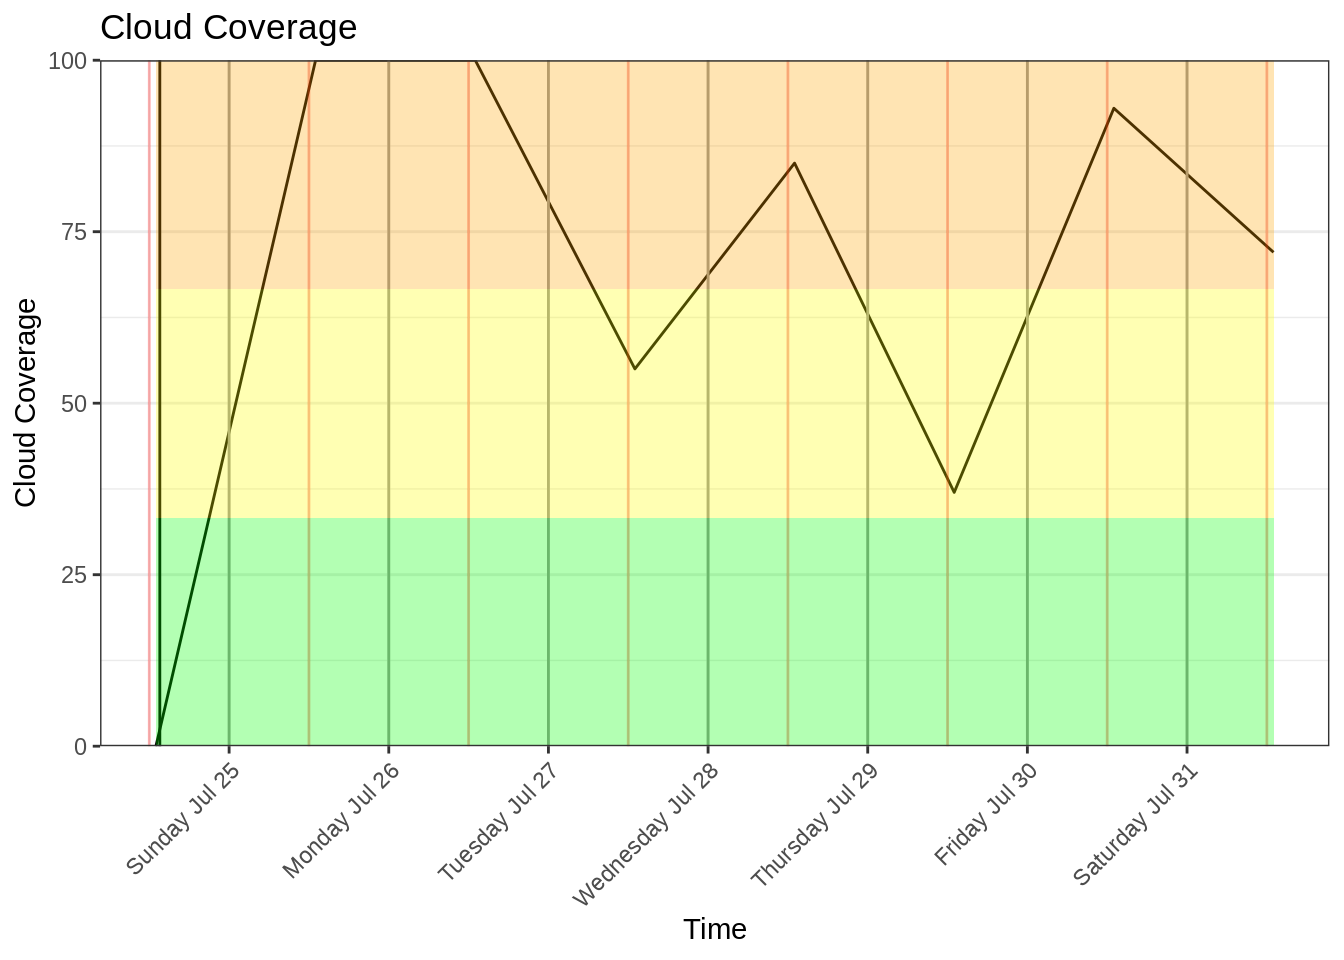 Cloud Coverage
100
75
50
25
0
Cloud Coverage
Sunday Jul 25
Monday Jul 26
Tuesday Jul 27
Wednesday Jul 28
Thursday Jul 29
Friday Jul 30
Saturday Jul 31
Time